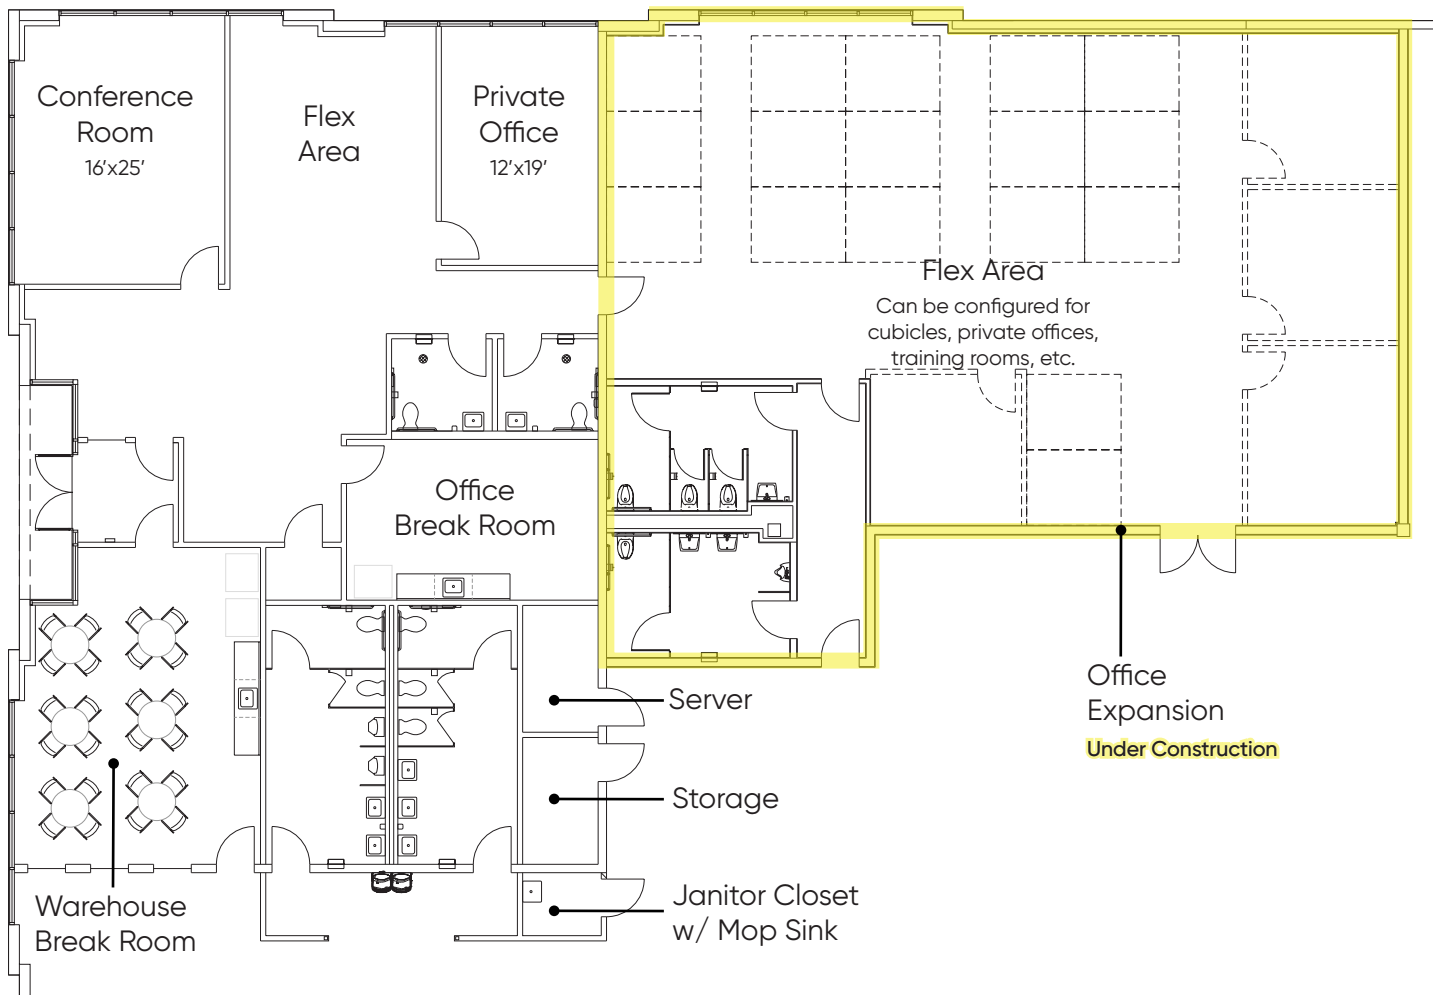 Conference
Room
16'x25'
Flex
Area
Private
Office
12'x19'
Flex Area
Can be configured for
cubicles, private offices,
training rooms, etc.
Office
Break Room
Office
Expansion
Under Construction
Server
Storage
Janitor Closet
w/ Mop Sink
Warehouse
Break Room